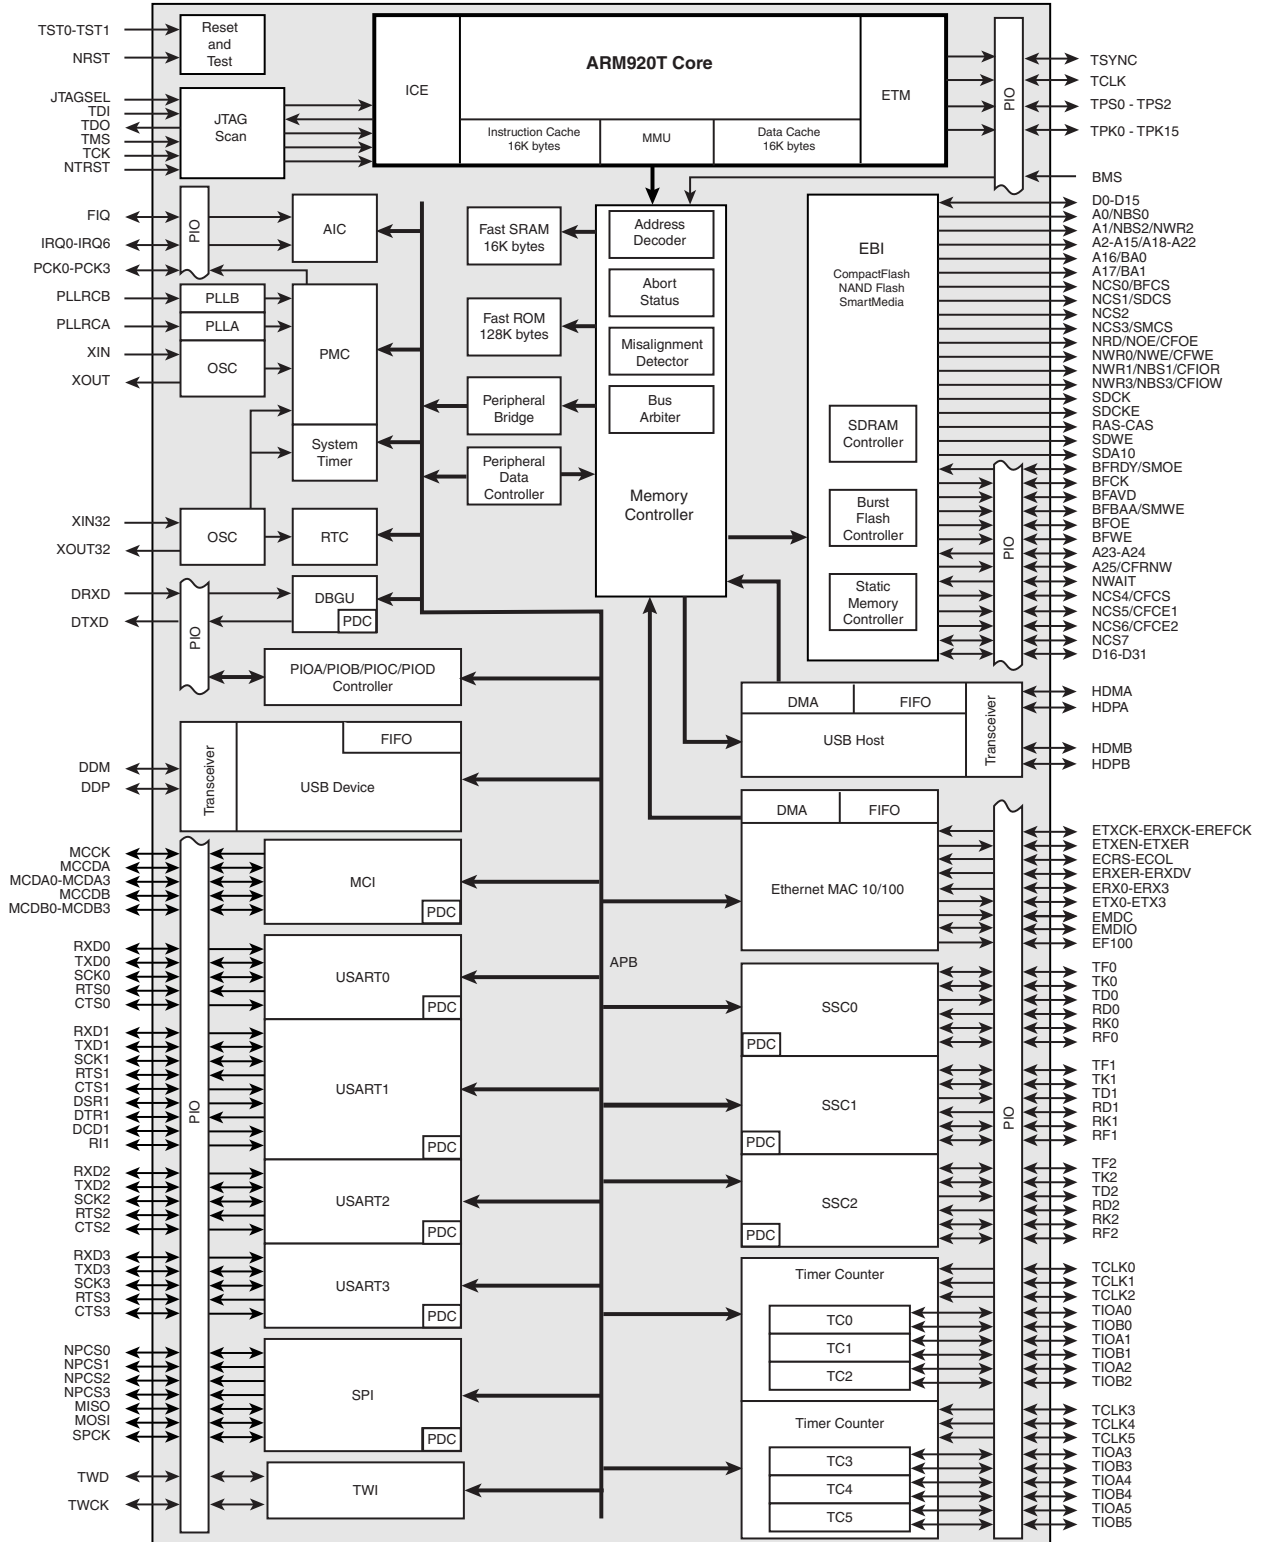 TST0-TST1
NRST
Reset
and
Test
JTAGSEL
TDI
TDO
TMS
TCK
NTRST
JTAG
Scan
ICE
ARM920T Core
ETM
Instruction Cache
16K bytes
MMU
Data Cache
16K bytes
PIO
TSYNC
TCLK
TPS0 - TPS2
TPK0 - TPK15
BMS
FIQ
IRQ0-IRQ6
PCK0-PCK3
PIO
AIC
PLLRCB
PLLRCA
XIN
XOUT
PLLB
PLLA
OSC
PMC
System
Timer
XIN32
XOUT32
OSC
RTC
DRXD
DTXD
PIO
DBGU
PDC
PIOA/PIOB/PIOC/PIOD
Controller
Fast SRAM
16K bytes
Fast ROM
128K bytes
Peripheral
Bridge
Peripheral
Data
Controller
Address
Decoder
Abort
Status
Misalignment
Detector
Bus
Arbiter
Memory
Controller
EBI
CompactFlash
NAND Flash
SmartMedia
SDRAM
Controller
Burst
Flash
Controller
Static
Memory
Controller
PIO
D0-D15
A0/NBS0
A1/NBS2/NWR2
A2-A15/A18-A22
A16/BA0
A17/BA1
NCS0/BFCS
NCS1/SDCS
NCS2
NCS3/SMCS
NRD/NOE/CFOE
NWR0/NWE/CFWE
NWR1/NBS1/CFIOR
NWR3/NBS3/CFIOW
SDCK
SDCKE
RAS-CAS
SDWE
SDA10
BFRDY/SMOE
BFCK
BFAVD
BFBAA/SMWE
BFOE
BFWE
A23-A24
A25/CFRNW
NWAIT
NCS4/CFCS
NCS5/CFCE1
NCS6/CFCE2
NCS7
D16-D31
DMA
FIFO
USB Host
Transceiver
HDMA
HDPA
HDMB
HDPB
DDM
DDP
Transceiver
FIFO
USB Device
DMA
FIFO
Ethernet MAC 10/100
ETXCK-ERXCK-EREFCK
ETXEN-ETXER
ECRS-ECOL
ERXER-ERXDV
ERX0-ERX3
ETX0-ETX3
EMDC
EMDIO
EF100
MCCK
MCCDA
MCDA0-MCDA3
MCCDB
MCDB0-MCDB3
MCI
PDC
APB
RXD0
TXD0
SCK0
RTS0
CTS0
USART0
PDC
RXD1
TXD1
SCK1
RTS1
CTS1
DSR1
DTR1
DCD1
RI1
PIO
USART1
PDC
RXD2
TXD2
SCK2
RTS2
CTS2
USART2
PDC
RXD3
TXD3
SCK3
RTS3
CTS3
USART3
PDC
NPCS0
NPCS1
NPCS2
NPCS3
MISO
MOSI
SPCK
SPI
PDC
TWD
TWCK
TWI
SSC0
PDC
TF0
TK0
TD0
RD0
RK0
RF0
SSC1
PDC
PIO
TF1
TK1
TD1
RD1
RK1
RF1
SSC2
PDC
TF2
TK2
TD2
RD2
RK2
RF2
Timer Counter
TC0
TC1
TC2
TCLK0
TCLK1
TCLK2
TIOA0
TIOB0
TIOA1
TIOB1
TIOA2
TIOB2
Timer Counter
TC3
TC4
TC5
TCLK3
TCLK4
TCLK5
TIOA3
TIOB3
TIOA4
TIOB4
TIOA5
TIOB5